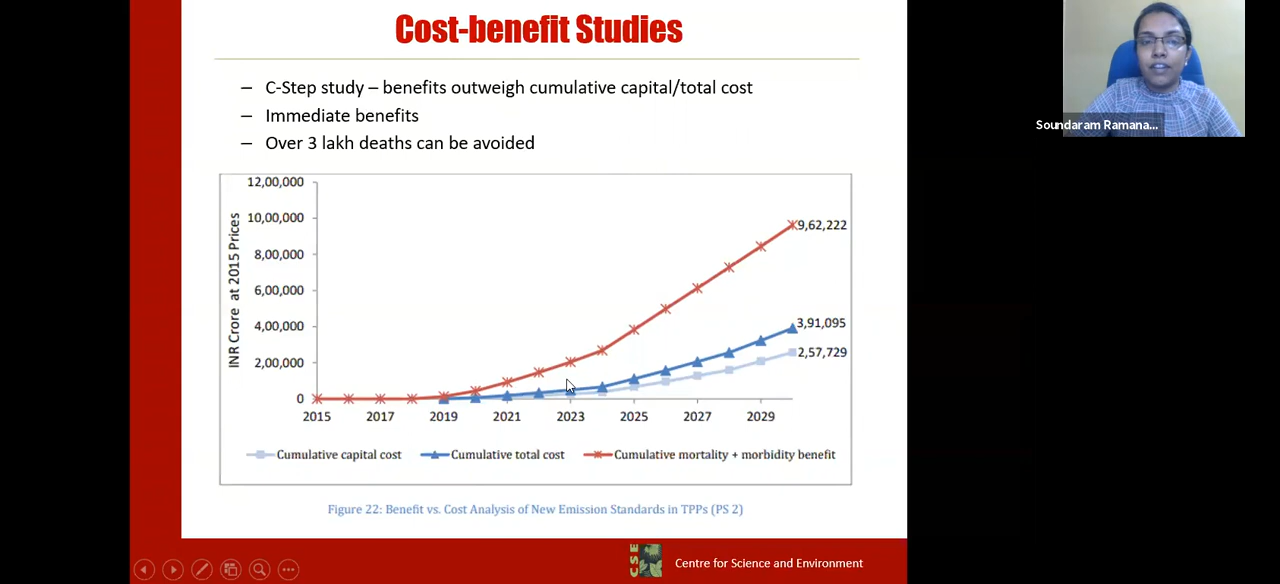 Cost-benefit Studies
– C-Step study – benefits outweigh cumulative capital/total cost
– Immediate benefits
– Over 3 lakh deaths can be avoided
Soundaram Ramana...
INR Crore at 2015 Prices
12,00,000
10,00,000
8,00,000
6,00,000
4,00,000
2,00,000
0
9,62,222
3,91,095
2,57,729
2015 2017 2019 2021 2023 2025 2027 2029
Cumulative capital cost Cumulative total cost Cumulative mortality + morbidity benefit
Figure 22: Benefit vs. Cost Analysis of New Emission Standards in TPPs (PS 2)
CSE
Centre for Science and Environment